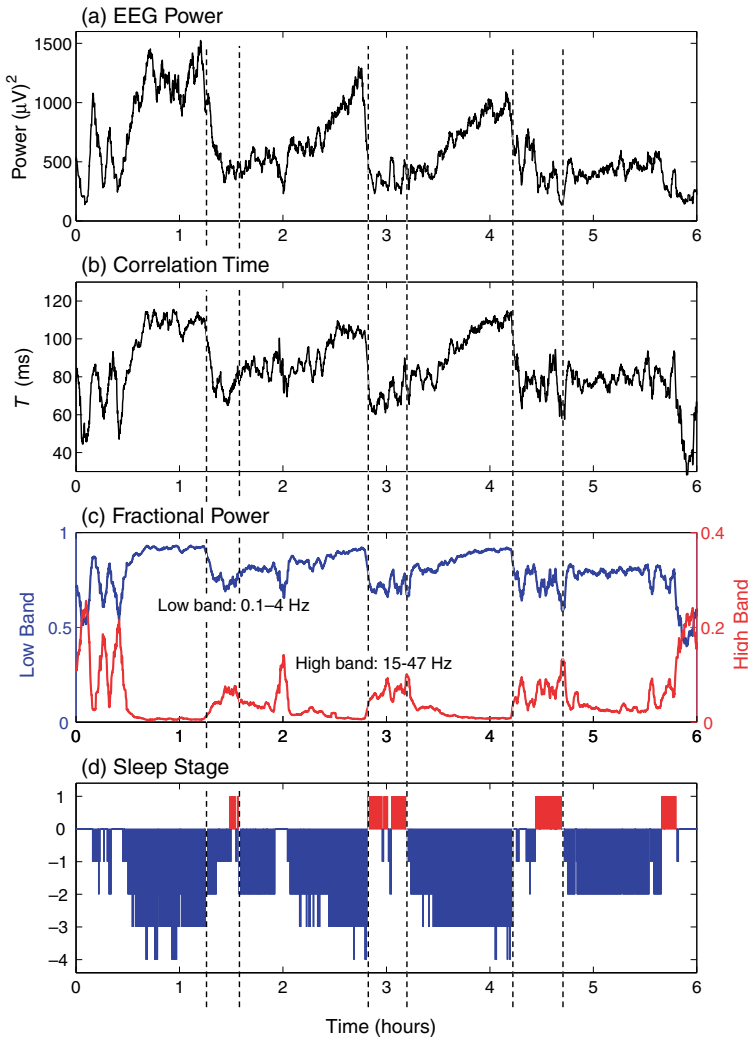 (a) EEG Power
Power (μV)²
1500
1000
500
0
0 1 2 3 4 5 6
(b) Correlation Time
T (ms)
120
100
80
60
40
0 1 2 3 4 5 6
(c) Fractional Power
Low Band
1
0.5
0
High Band
0.4
0.2
0
Low band: 0.1–4 Hz
High band: 15-47 Hz
0 1 2 3 4 5 6
(d) Sleep Stage
1
0
−1
−2
−3
−4
0 1 2 3 4 5 6
Time (hours)